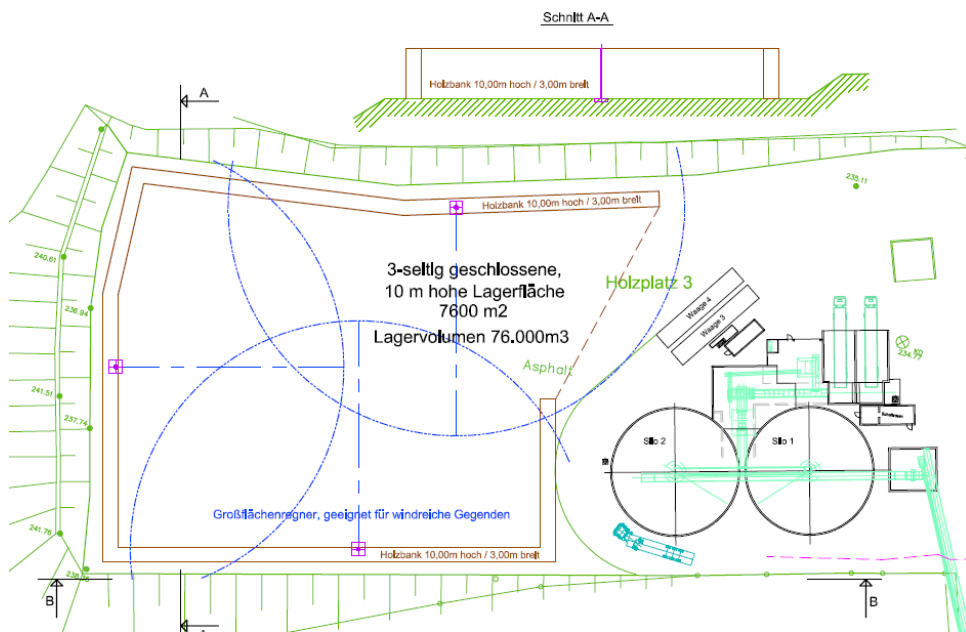 Schnitt A-A
Holzbank 10,00m hoch / 3,00m breit
A
235.11
Holzbank 10,00m hoch / 3,00m breit
240.61
3-seitig geschlossene,
10 m hohe Lagerfläche
7600 m2
Lagervolumen 76.000m3
Holzplatz 3
236.94
Waage 4
Waage 3
234.77
Asphalt
241.51
237.74
Silo 2
Silo 1
Großflächenregner, geeignet für windreiche Gegenden
241.76
Holzbank 10,00m hoch / 3,00m breit
B
B
A